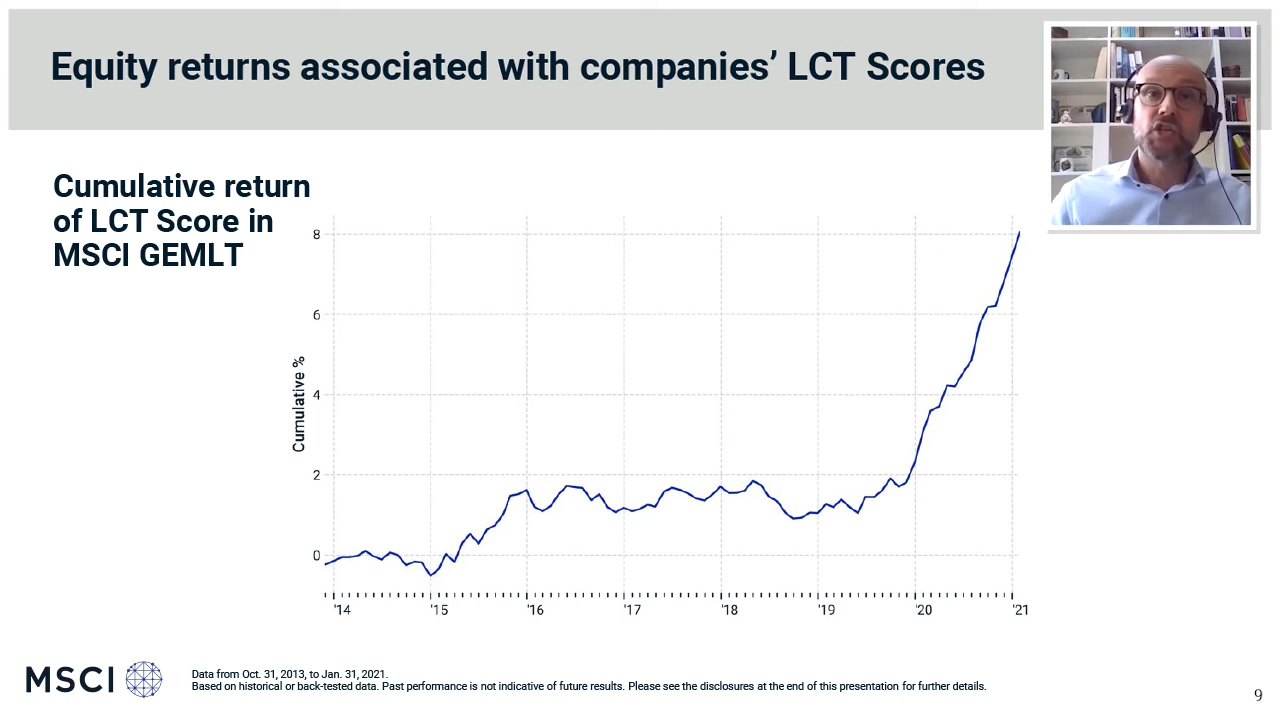 Equity returns associated with companies’ LCT Scores
Cumulative return
of LCT Score in
MSCI GEMLT
Cumulative %
8
6
4
2
0
'14 '15 '16 '17 '18 '19 '20 '21
MSCI
Data from Oct. 31, 2013, to Jan. 31, 2021.
Based on historical or back-tested data. Past performance is not indicative of future results. Please see the disclosures at the end of this presentation for further details.
9